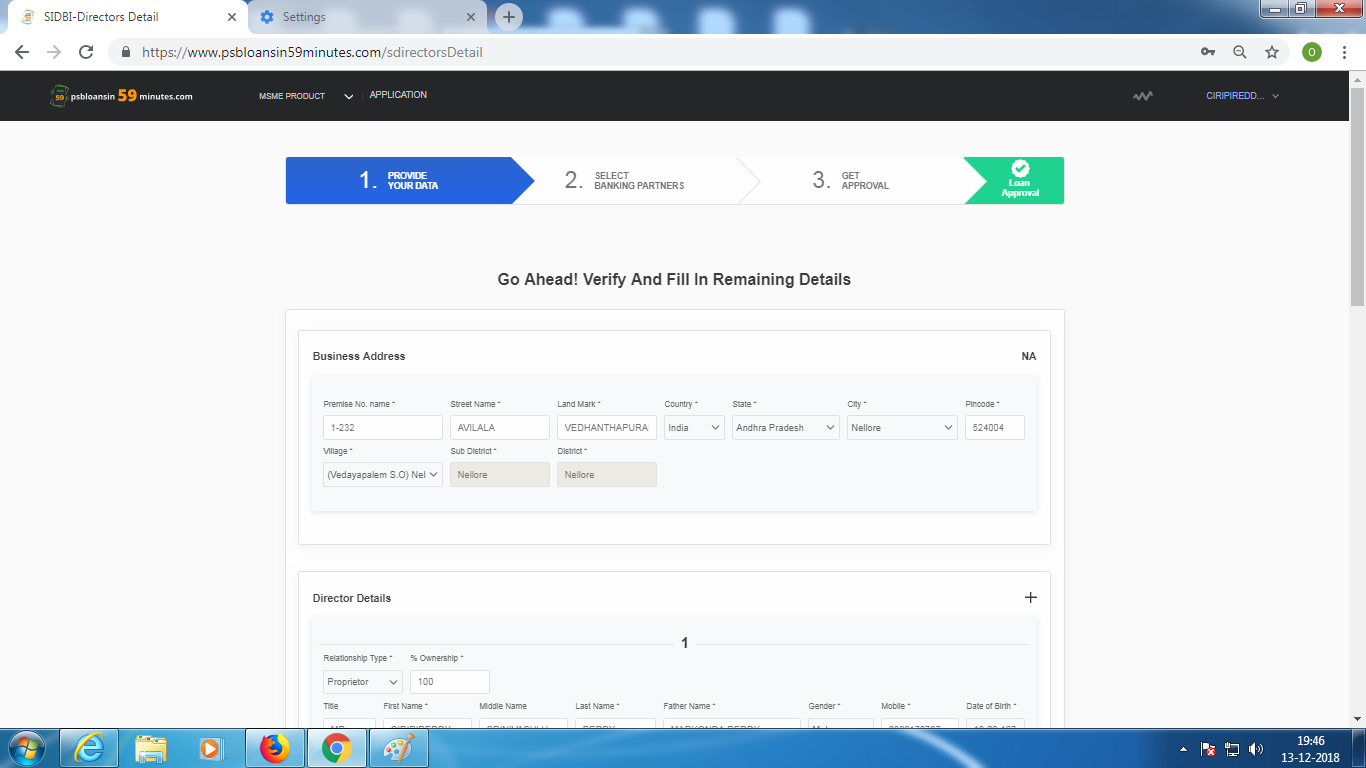 SIDBI-Directors Detail
Settings
https://www.psbloansin59minutes.com/sdirectorsDetail
O
psbloansin 59 minutes.com
MSME PRODUCT
APPLICATION
CIRIPIREDD...
1. PROVIDE YOUR DATA
2. SELECT BANKING PARTNERS
3. GET APPROVAL
Loan Approval
Go Ahead! Verify And Fill In Remaining Details
Business Address NA
Premise No. name * Street Name * Land Mark * Country * State * City * Pincode *
1-232 AVILALA VEDHANTHAPURA India Andhra Pradesh Nellore 524004
Village * Sub District * District *
(Vedayapalem S.O) Nel Nellore Nellore
Director Details +
1
Relationship Type * % Ownership *
Proprietor 100
Title First Name * Middle Name Last Name * Father Name * Gender * Mobile * Date of Birth *
19:46
13-12-2018